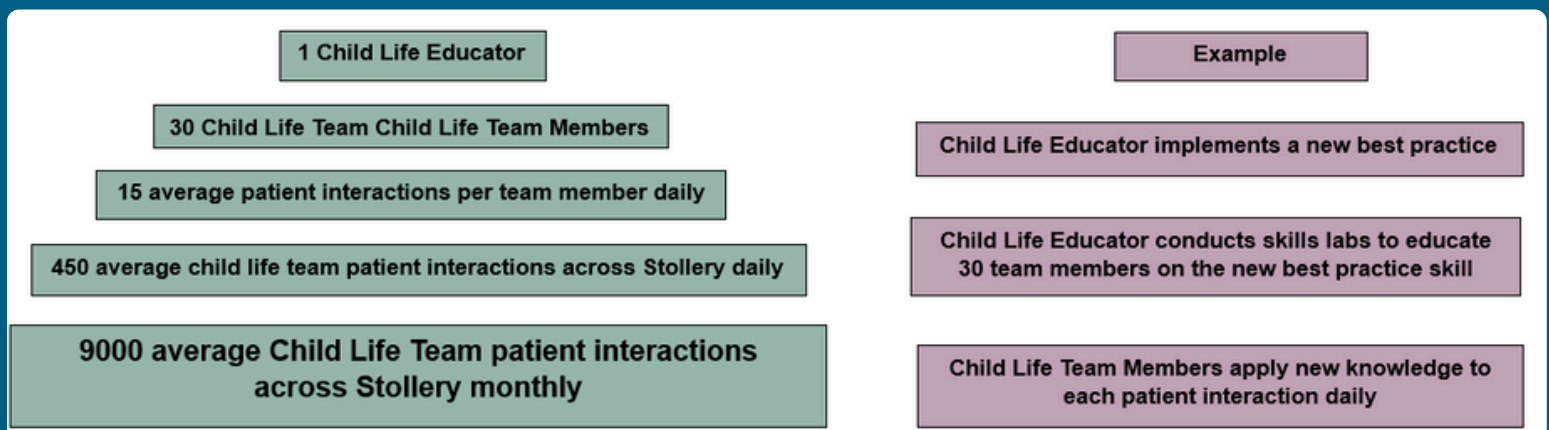 1 Child Life Educator
30 Child Life Team Child Life Team Members
15 average patient interactions per team member daily
450 average child life team patient interactions across Stollery daily
9000 average Child Life Team patient interactions
across Stollery monthly
Example
Child Life Educator implements a new best practice
Child Life Educator conducts skills labs to educate
30 team members on the new best practice skill
Child Life Team Members apply new knowledge to
each patient interaction daily